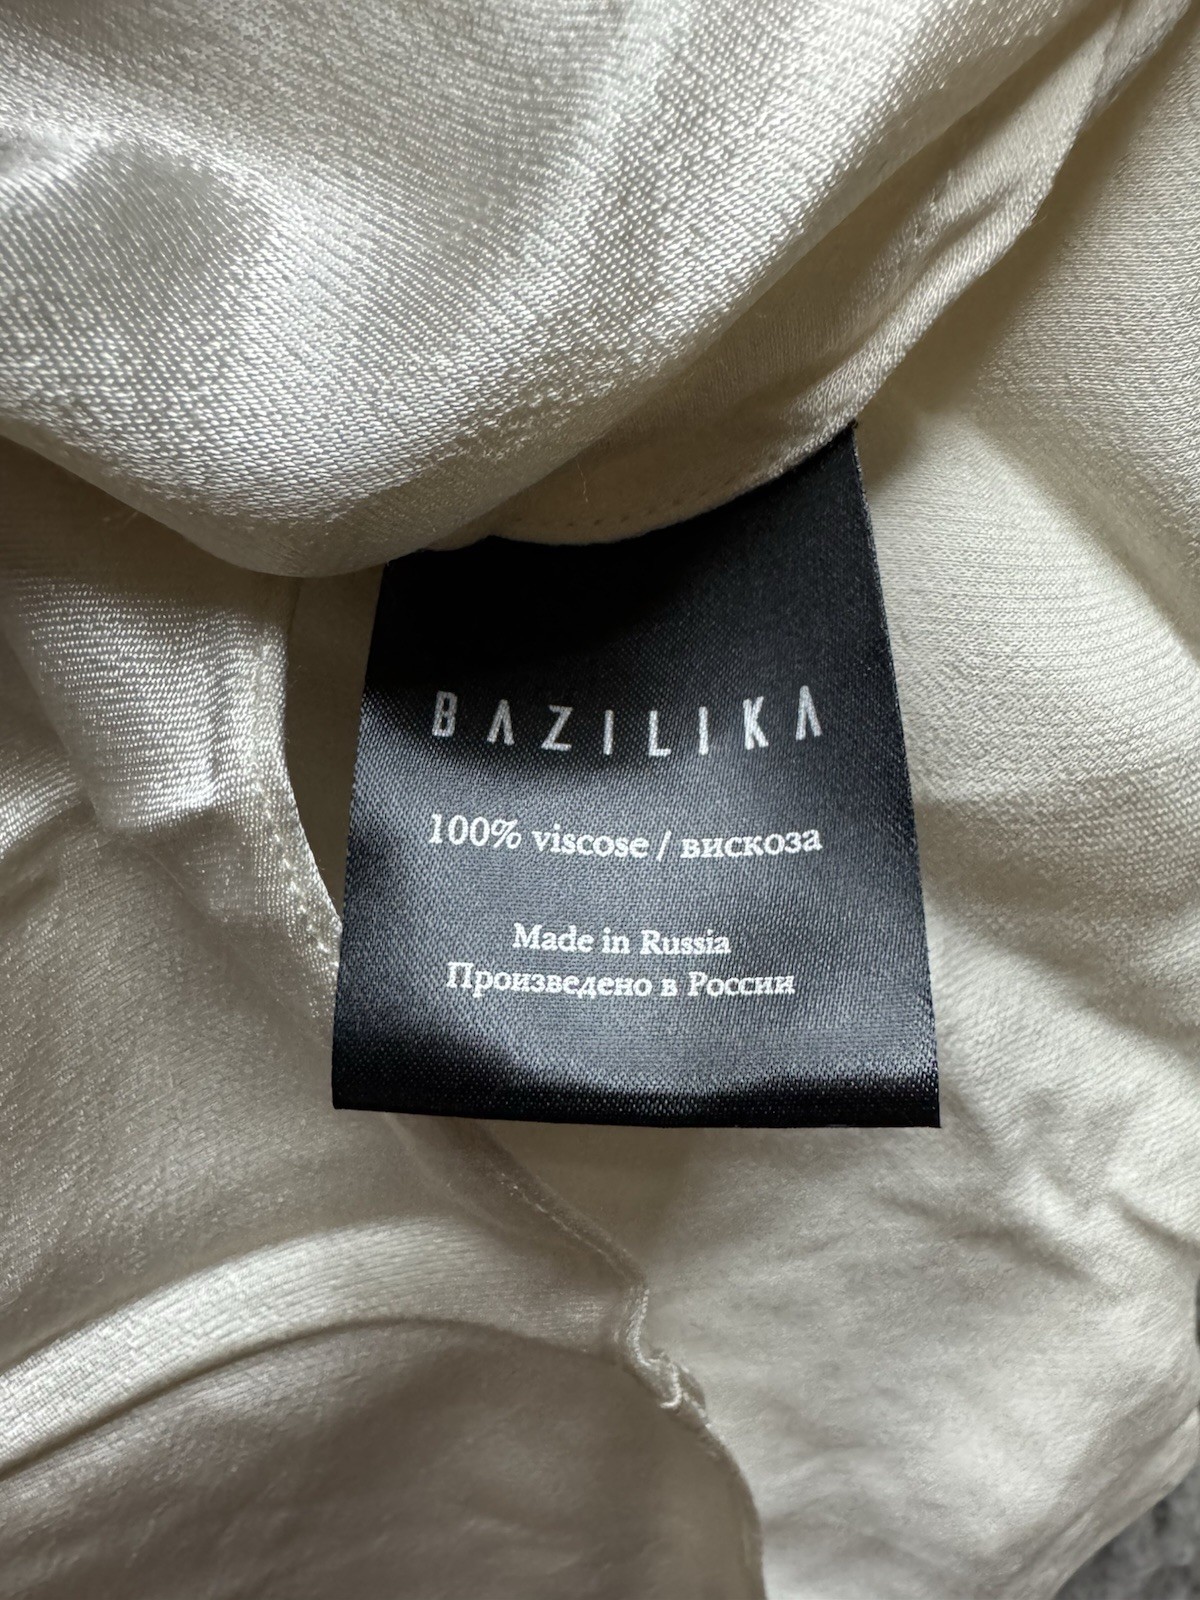 BAZILIKA
100% viscose / вискоза
Made in Russia
Произведено в России